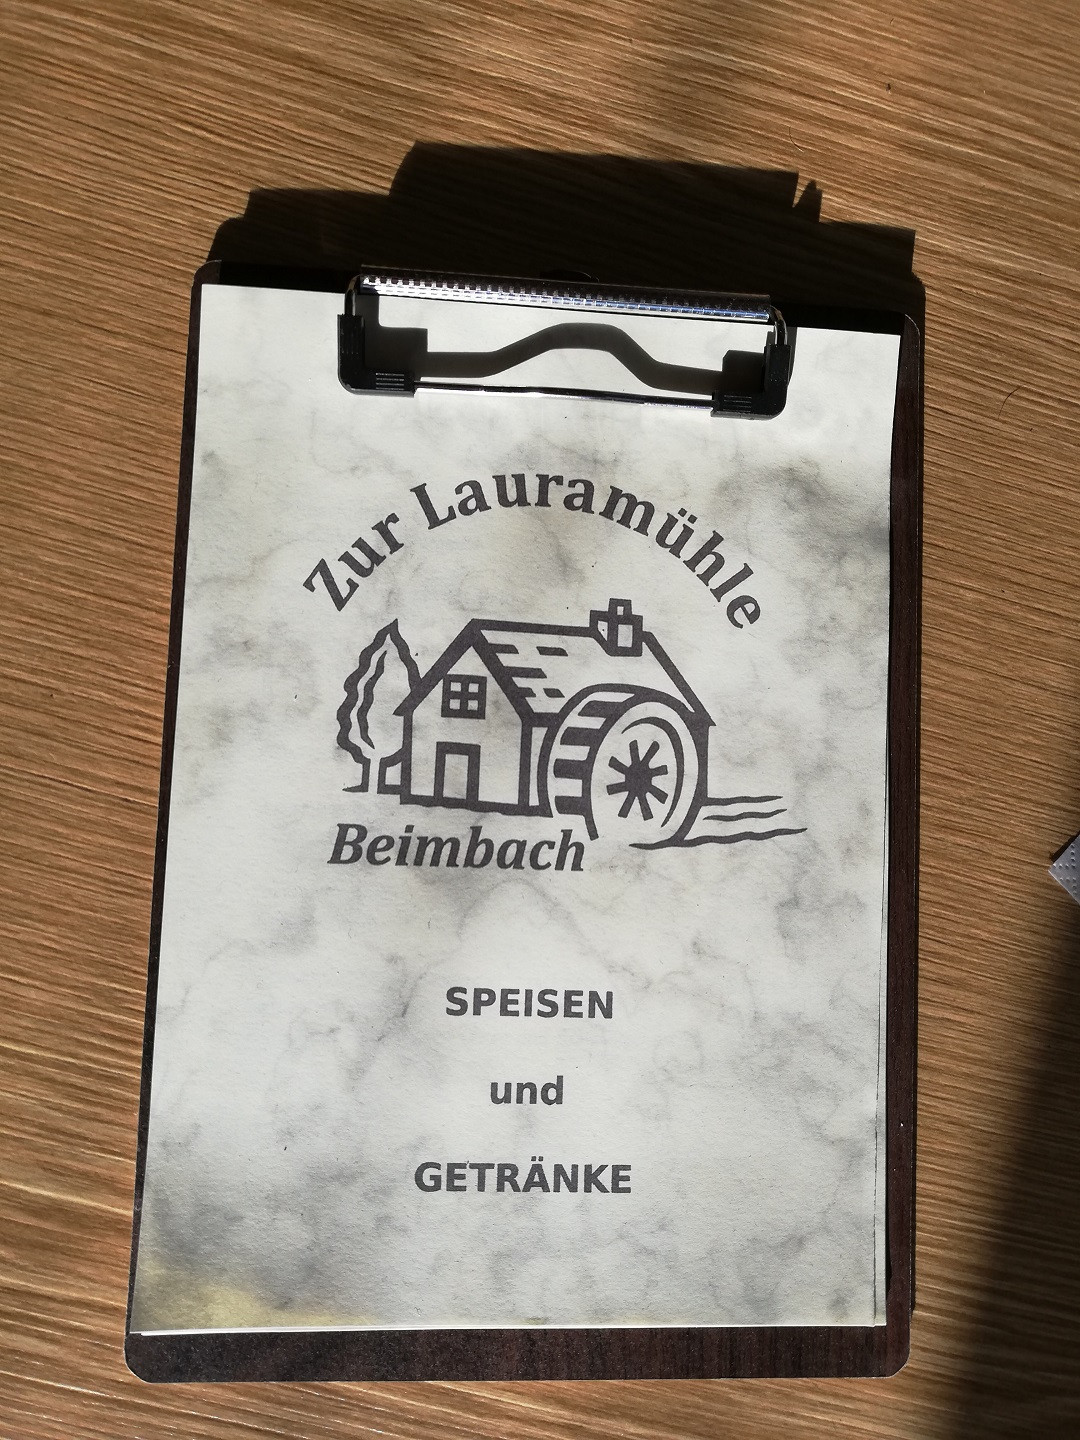 Zur Lauramühle
Beimbach
SPEISEN
und
GETRÄNKE